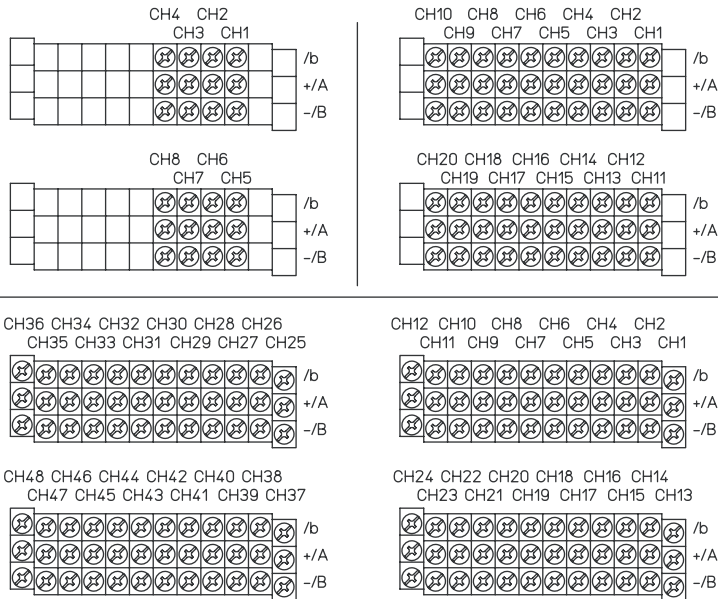 CH4 CH2
CH3 CH1
/b
+/A
-/B
CH8 CH6
CH7 CH5
/b
+/A
-/B
CH10 CH8 CH6 CH4 CH2
CH9 CH7 CH5 CH3 CH1
/b
+/A
-/B
CH20 CH18 CH16 CH14 CH12
CH19 CH17 CH15 CH13 CH11
/b
+/A
-/B
CH36 CH34 CH32 CH30 CH28 CH26
CH35 CH33 CH31 CH29 CH27 CH25
/b
+/A
-/B
CH48 CH46 CH44 CH42 CH40 CH38
CH47 CH45 CH43 CH41 CH39 CH37
/b
+/A
-/B
CH12 CH10 CH8 CH6 CH4 CH2
CH11 CH9 CH7 CH5 CH3 CH1
/b
+/A
-/B
CH24 CH22 CH20 CH18 CH16 CH14
CH23 CH21 CH19 CH17 CH15 CH13
/b
+/A
-/B